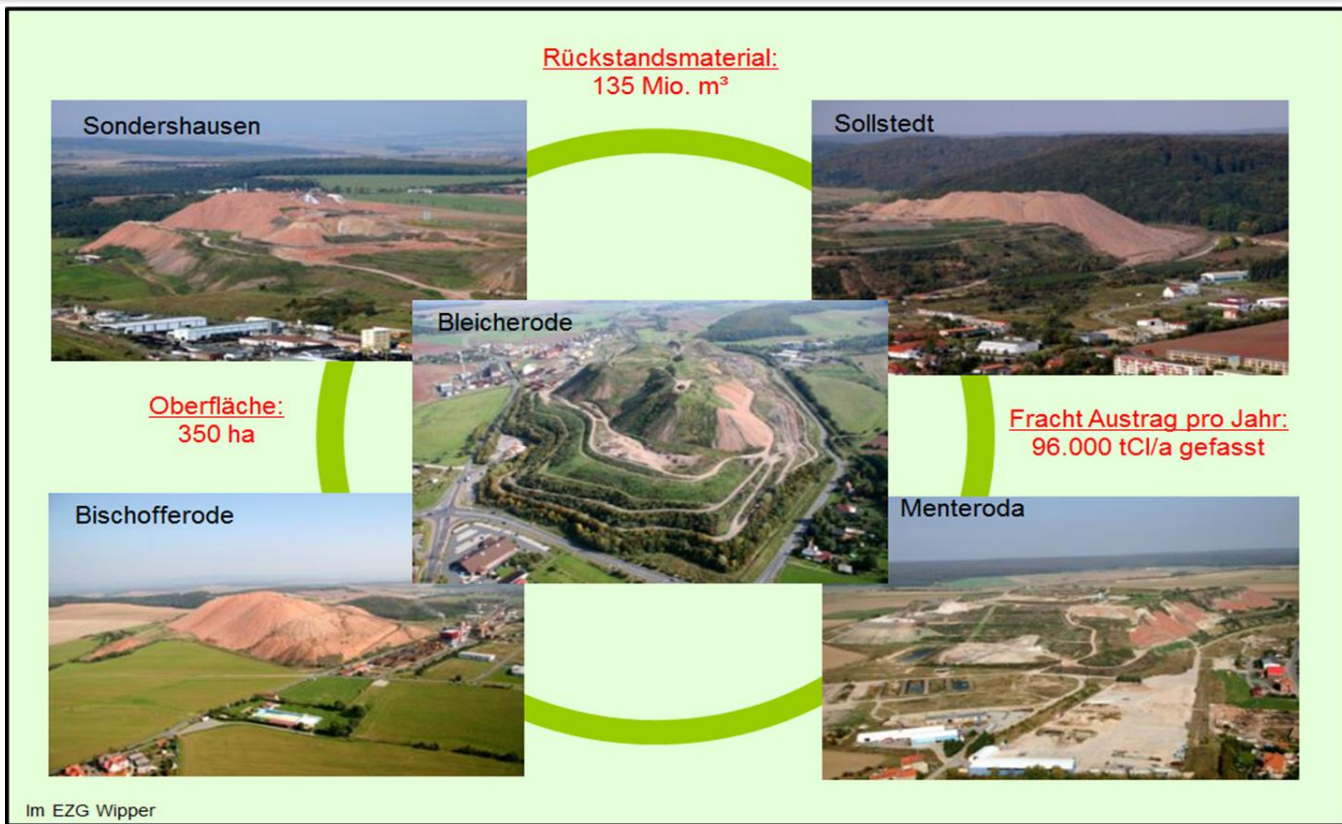 Rückstandsmaterial:
135 Mio. m³
Sondershausen
Sollstedt
Bleicherode
Oberfläche:
350 ha
Fracht Austrag pro Jahr:
96.000 tCl/a gefasst
Bischofferode
Menteroda
Im EZG Wipper